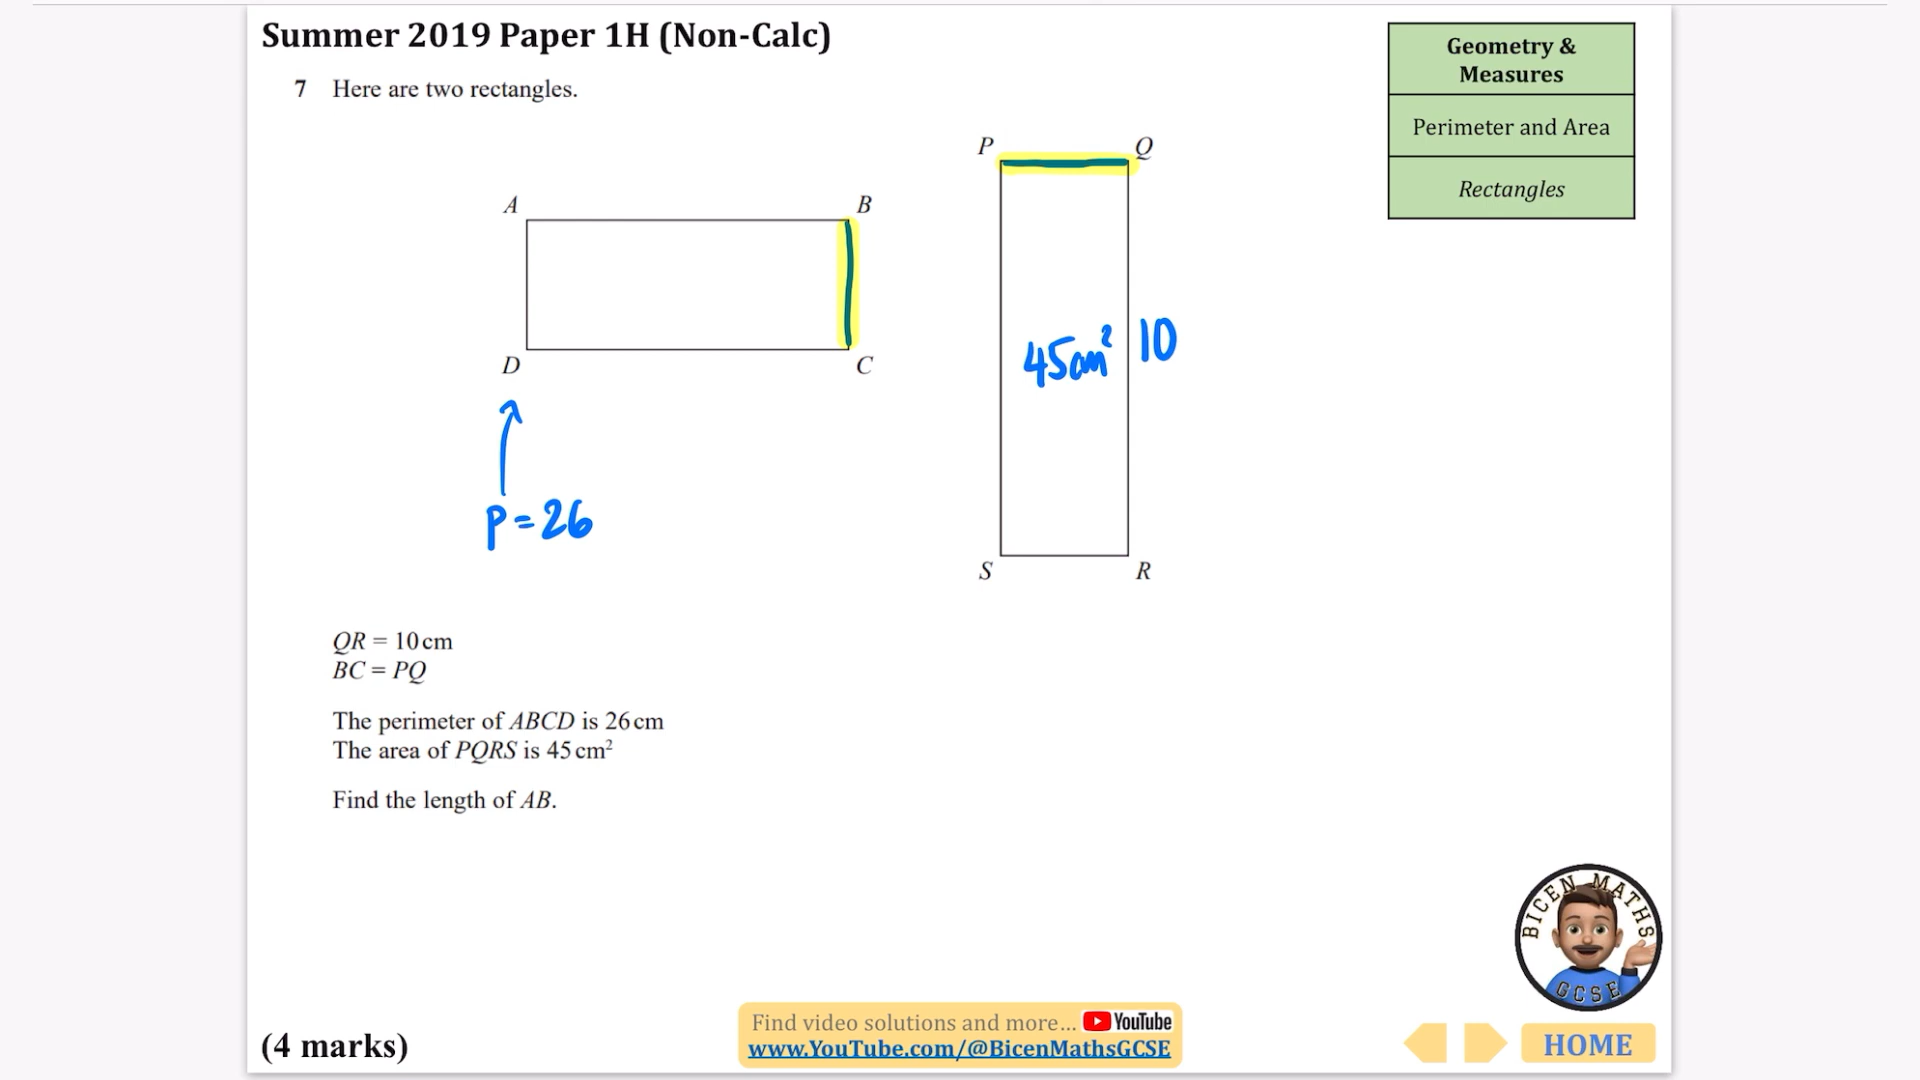 Summer 2019 Paper 1H (Non-Calc)
7 Here are two rectangles.
Geometry &
Measures
Perimeter and Area
Rectangles
P
Q
A
B
45cm² 10
D
C
P=26
S
R
QR = 10 cm
BC = PQ
The perimeter of ABCD is 26 cm
The area of PQRS is 45 cm²
Find the length of AB.
BICEN MATHS
GCSE
(4 marks)
Find video solutions and more... YouTube
www.YouTube.com/@BicenMathsGCSE
HOME